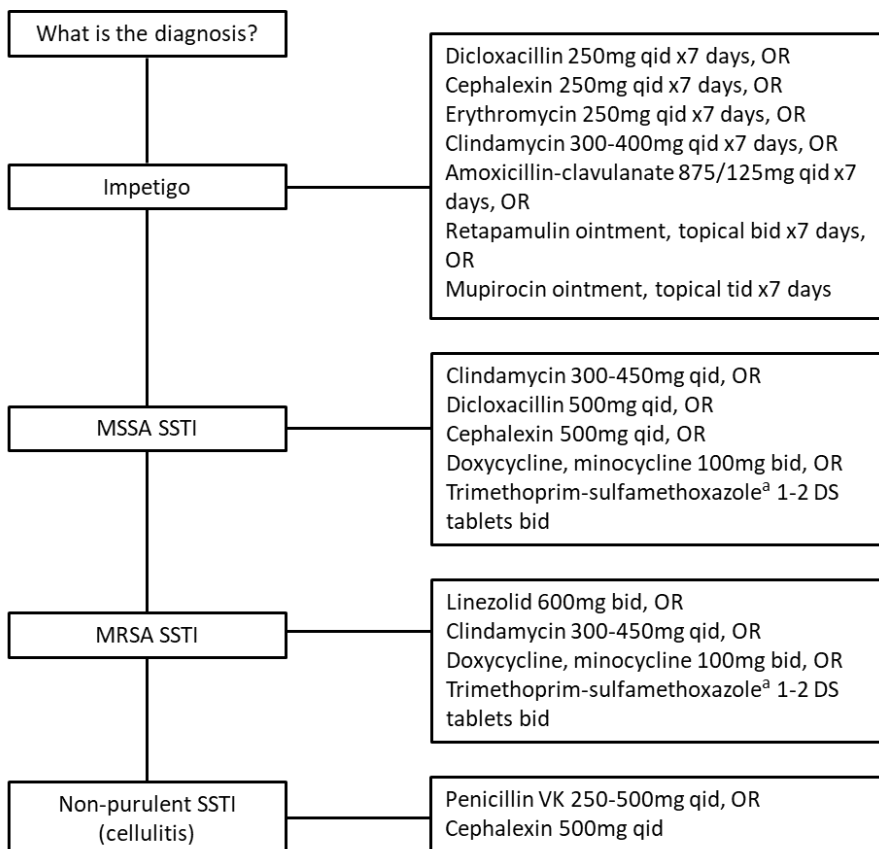 What is the diagnosis?
Impetigo
Dicloxacillin 250mg qid x7 days, OR
Cephalexin 250mg qid x7 days, OR
Erythromycin 250mg qid x7 days, OR
Clindamycin 300-400mg qid x7 days, OR
Amoxicillin-clavulanate 875/125mg qid x7
days, OR
Retapamulin ointment, topical bid x7 days,
OR
Mupirocin ointment, topical tid x7 days
MSSA SSTI
Clindamycin 300-450mg qid, OR
Dicloxacillin 500mg qid, OR
Cephalexin 500mg qid, OR
Doxycycline, minocycline 100mg bid, OR
Trimethoprim-sulfamethoxazoleᵃ 1-2 DS
tablets bid
MRSA SSTI
Linezolid 600mg bid, OR
Clindamycin 300-450mg qid, OR
Doxycycline, minocycline 100mg bid, OR
Trimethoprim-sulfamethoxazoleᵃ 1-2 DS
tablets bid
Non-purulent SSTI
(cellulitis)
Penicillin VK 250-500mg qid, OR
Cephalexin 500mg qid